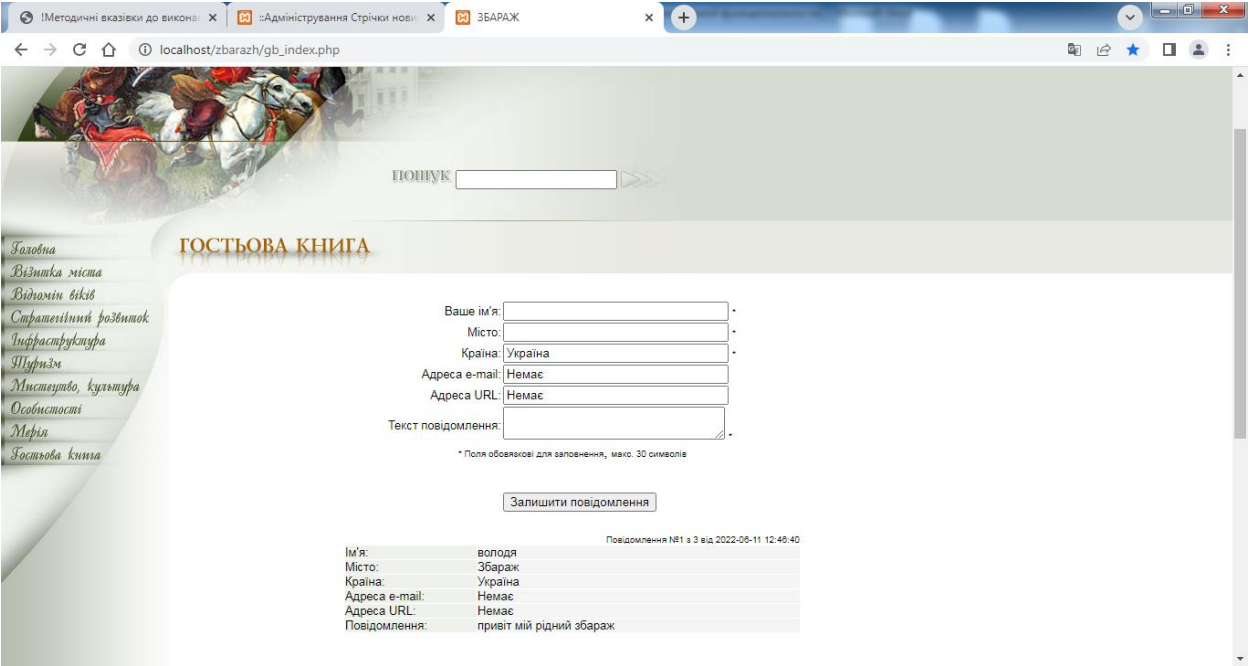 !Методичні вказівки до викона
::Адміністрування Стрічки нови
ЗБАРАЖ
localhost/zbarazh/gb_index.php
пошук
ГОСТЬОВА КНИГА
Головна
Візитка міста
Відгомін віків
Стратегічний розвиток
Інфраструктура
Туризм
Мистецтво, культура
Особистості
Мерія
Гостьова книга
Ваше ім'я: *
Місто: *
Країна: Україна *
Адреса e-mail: Немає
Адреса URL: Немає
Текст повідомлення: *
* Поля обовязкові для заповнення, макс. 30 символів
Залишити повідомлення
Повідомлення №1 з 3 від 2022-06-11 12:46:40
Ім'я: володя
Місто: Збараж
Країна: Україна
Адреса e-mail: Немає
Адреса URL: Немає
Повідомлення: привіт мій рідний збараж